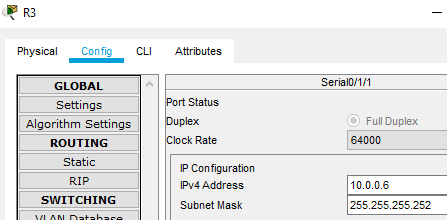 R3
Physical Config CLI Attributes
GLOBAL
Settings
Algorithm Settings
ROUTING
Static
RIP
SWITCHING
VLAN Database
Serial0/1/1
Port Status
Duplex Full Duplex
Clock Rate 64000
IP Configuration
IPv4 Address 10.0.0.6
Subnet Mask 255.255.255.252